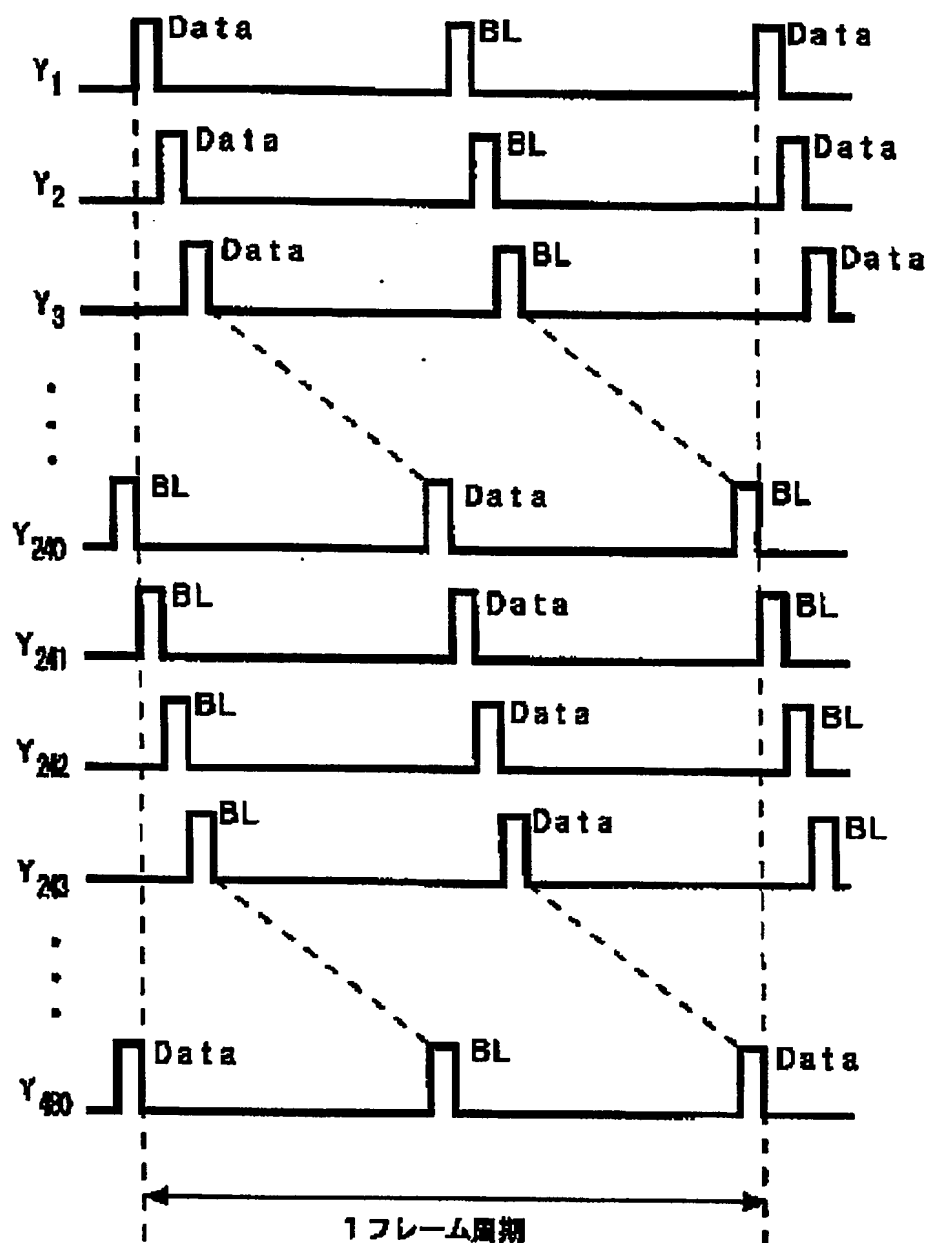 Y1 Data BL Data
Y2 Data BL Data
Y3 Data BL Data
Y240 BL Data BL
Y241 BL Data BL
Y242 BL Data BL
Y243 BL Data BL
Y480 Data BL Data
1フレーム周期